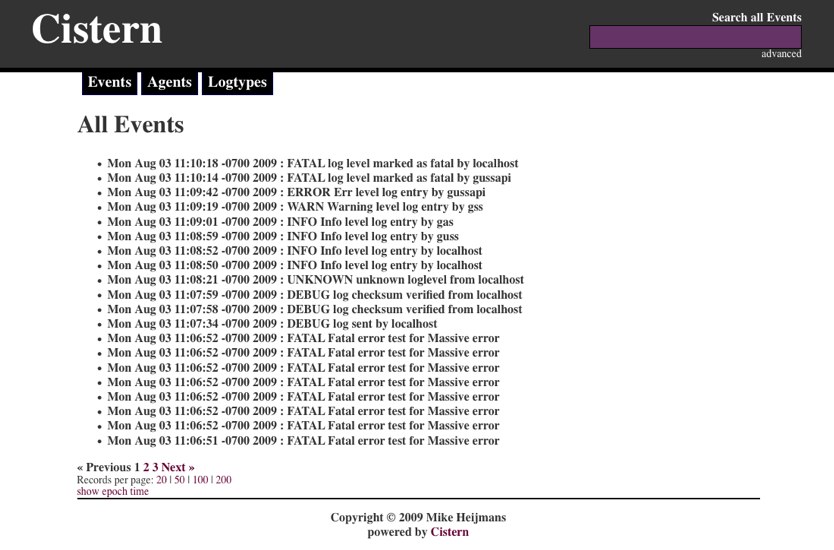 Cistern
Search all Events
advanced
Events Agents Logtypes
All Events
• Mon Aug 03 11:10:18 -0700 2009 : FATAL log level marked as fatal by localhost
• Mon Aug 03 11:10:14 -0700 2009 : FATAL log level marked as fatal by gussapi
• Mon Aug 03 11:09:42 -0700 2009 : ERROR Err level log entry by gussapi
• Mon Aug 03 11:09:19 -0700 2009 : WARN Warning level log entry by gss
• Mon Aug 03 11:09:01 -0700 2009 : INFO Info level log entry by gas
• Mon Aug 03 11:08:59 -0700 2009 : INFO Info level log entry by guss
• Mon Aug 03 11:08:52 -0700 2009 : INFO Info level log entry by localhost
• Mon Aug 03 11:08:50 -0700 2009 : INFO Info level log entry by localhost
• Mon Aug 03 11:08:21 -0700 2009 : UNKNOWN unknown loglevel from localhost
• Mon Aug 03 11:07:59 -0700 2009 : DEBUG log checksum verified from localhost
• Mon Aug 03 11:07:58 -0700 2009 : DEBUG log checksum verified from localhost
• Mon Aug 03 11:07:34 -0700 2009 : DEBUG log sent by localhost
• Mon Aug 03 11:06:52 -0700 2009 : FATAL Fatal error test for Massive error
• Mon Aug 03 11:06:52 -0700 2009 : FATAL Fatal error test for Massive error
• Mon Aug 03 11:06:52 -0700 2009 : FATAL Fatal error test for Massive error
• Mon Aug 03 11:06:52 -0700 2009 : FATAL Fatal error test for Massive error
• Mon Aug 03 11:06:52 -0700 2009 : FATAL Fatal error test for Massive error
• Mon Aug 03 11:06:52 -0700 2009 : FATAL Fatal error test for Massive error
• Mon Aug 03 11:06:52 -0700 2009 : FATAL Fatal error test for Massive error
• Mon Aug 03 11:06:51 -0700 2009 : FATAL Fatal error test for Massive error
« Previous 1 2 3 Next »
Records per page: 20 | 50 | 100 | 200
show epoch time
Copyright © 2009 Mike Heijmans
powered by Cistern